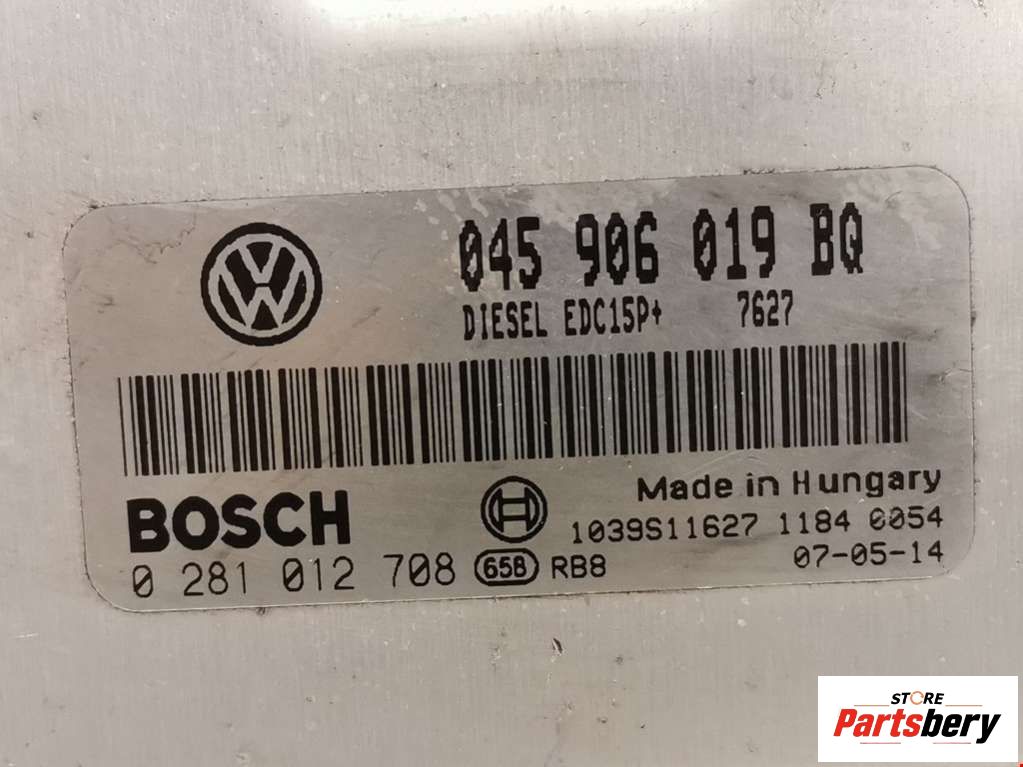 045 906 019 BQ
DIESEL EDC15P+ 7627
BOSCH
Made in Hungary
1039S11627 1184 0054
0 281 012 708 65B RB8
07-05-14
STORE
Partsbery